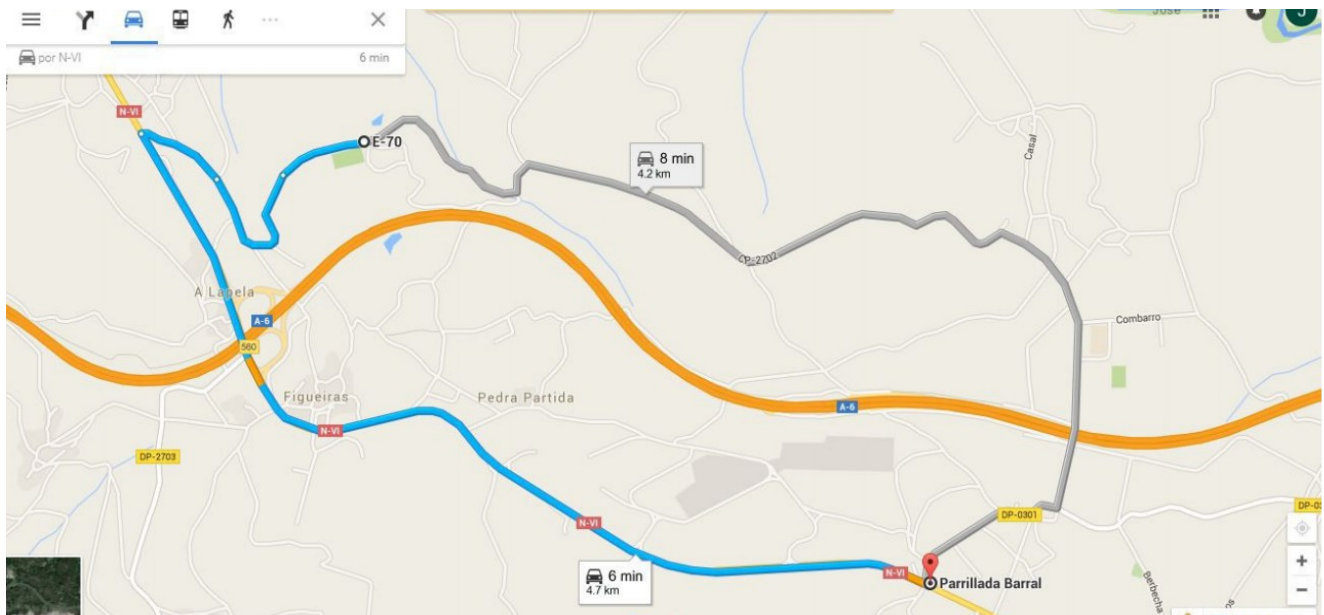 por N-VI 6 min
José
J
N-VI
E-70
8 min
4.2 km
Casal
CP-2702
A Lapela
A-6
560
Combarro
Figueiras
Pedra Partida
A-6
N-VI
DP-2703
N-VI
DP-0301
6 min
4.7 km
N-VI
Parrillada Barral
+
−